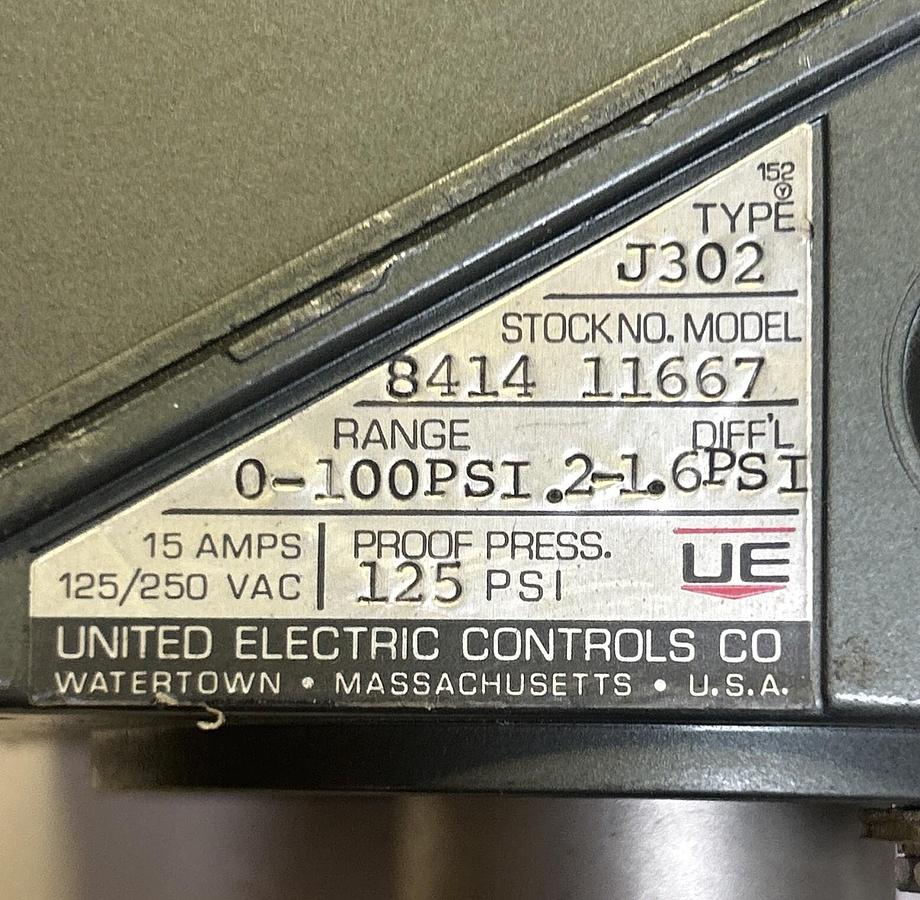 152
TYPE
J302
STOCK NO. MODEL
8414 11667
RANGE DIFF'L
0-100PSI .2-1.6PSI
15 AMPS
125/250 VAC
PROOF PRESS.
125 PSI
UE
UNITED ELECTRIC CONTROLS CO
WATERTOWN • MASSACHUSETTS • U.S.A.